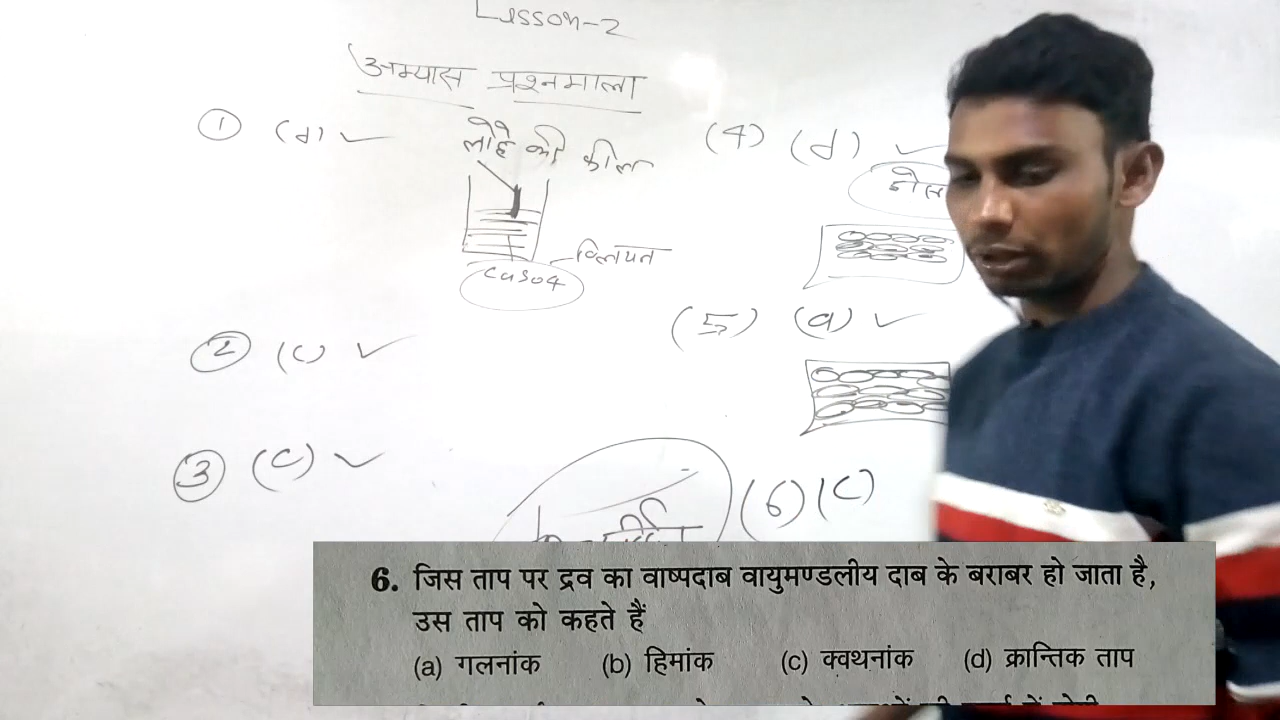 Lesson-2
अभ्यास प्रश्नमाला
① (d) ✓
लोहे की कील
CuSO4
विलियन
② (c) ✓
③ (c) ✓
(4) (d) ✓
(5) (a) ✓
(6) (c)
6. जिस ताप पर द्रव का वाष्पदाब वायुमण्डलीय दाब के बराबर हो जाता है,
उस ताप को कहते हैं
(a) गलनांक (b) हिमांक (c) क्वथनांक (d) क्रान्तिक ताप